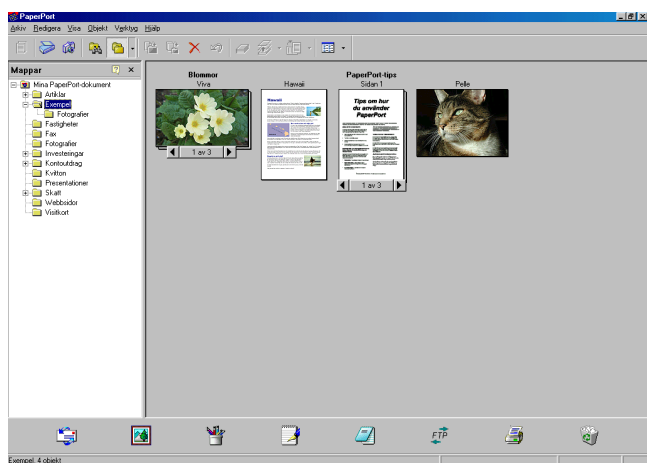 PaperPort
Arkiv Redigera Visa Objekt Verktyg Hjälp
Mappar
Mina PaperPort-dokument
Artiklar
Exempel
Fotografier
Fastigheter
Fax
Fotografier
Investeringar
Kontoutdrag
Kvitton
Presentationer
Skatt
Webbsidor
Visitkort
Blommor
Viva
1 av 3
Hawaii
Hawaii
PaperPort-tips
Sidan 1
Tips om hur
du använder
PaperPort
1 av 3
Pelle
FTP
Exempel, 4 objekt